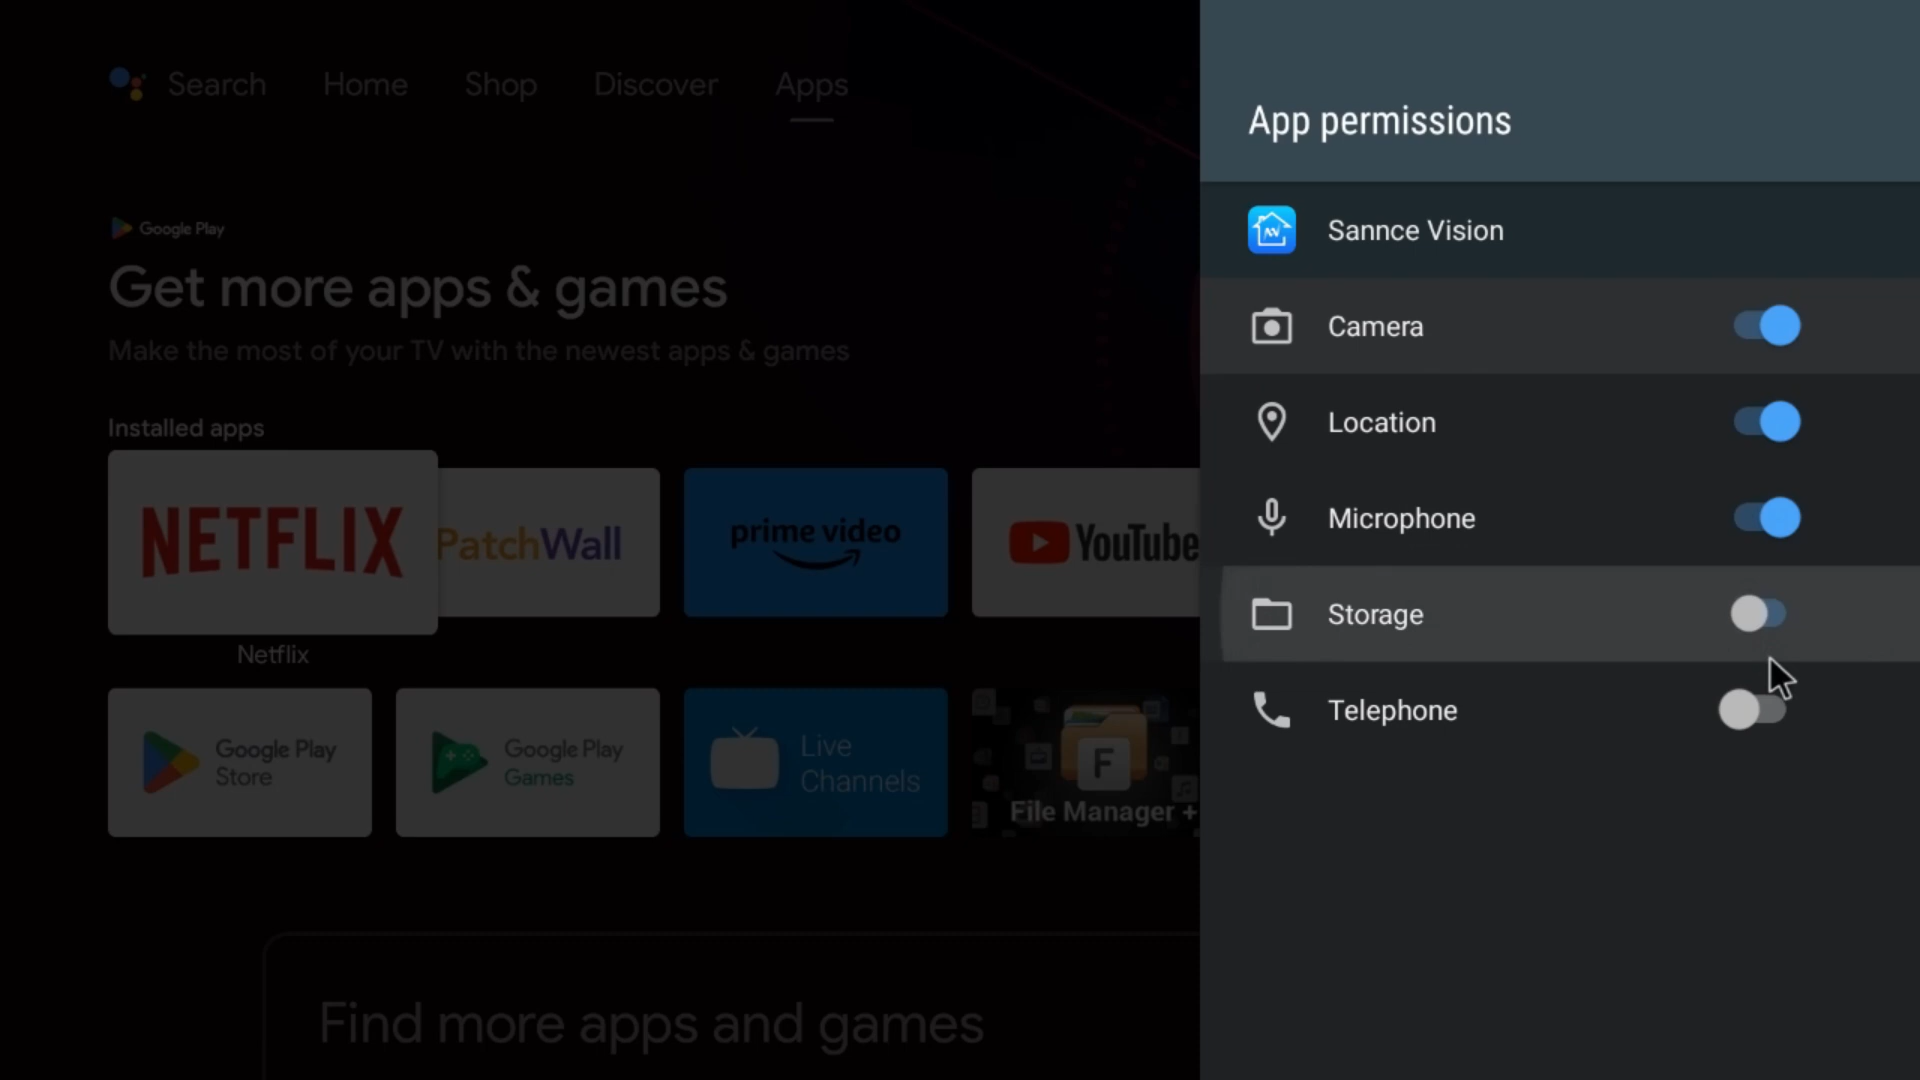 Search Home Shop Discover Apps
Google Play
Get more apps & games
Make the most of your TV with the newest apps & games
Installed apps
NETFLIX
PatchWall
prime video
YouTube
Netflix
Google Play
Store
Google Play
Games
Live
Channels
F
File Manager +
Find more apps and games
App permissions
Sannce Vision
Camera
Location
Microphone
Storage
Telephone